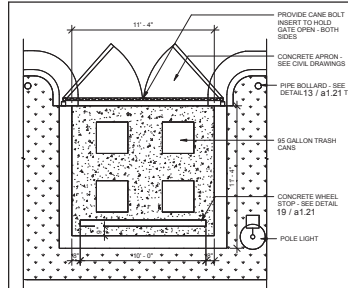 11' - 4"
PROVIDE CANE BOLT
INSERT TO HOLD
GATE OPEN - BOTH
SIDES
CONCRETE APRON -
SEE CIVIL DRAWINGS
PIPE BOLLARD - SEE
DETAIL 13 / a1.21 T
95 GALLON TRASH
CANS
11' - 4"
CONCRETE WHEEL
STOP - SEE DETAIL
19 / a1.21
POLE LIGHT
10' - 0"